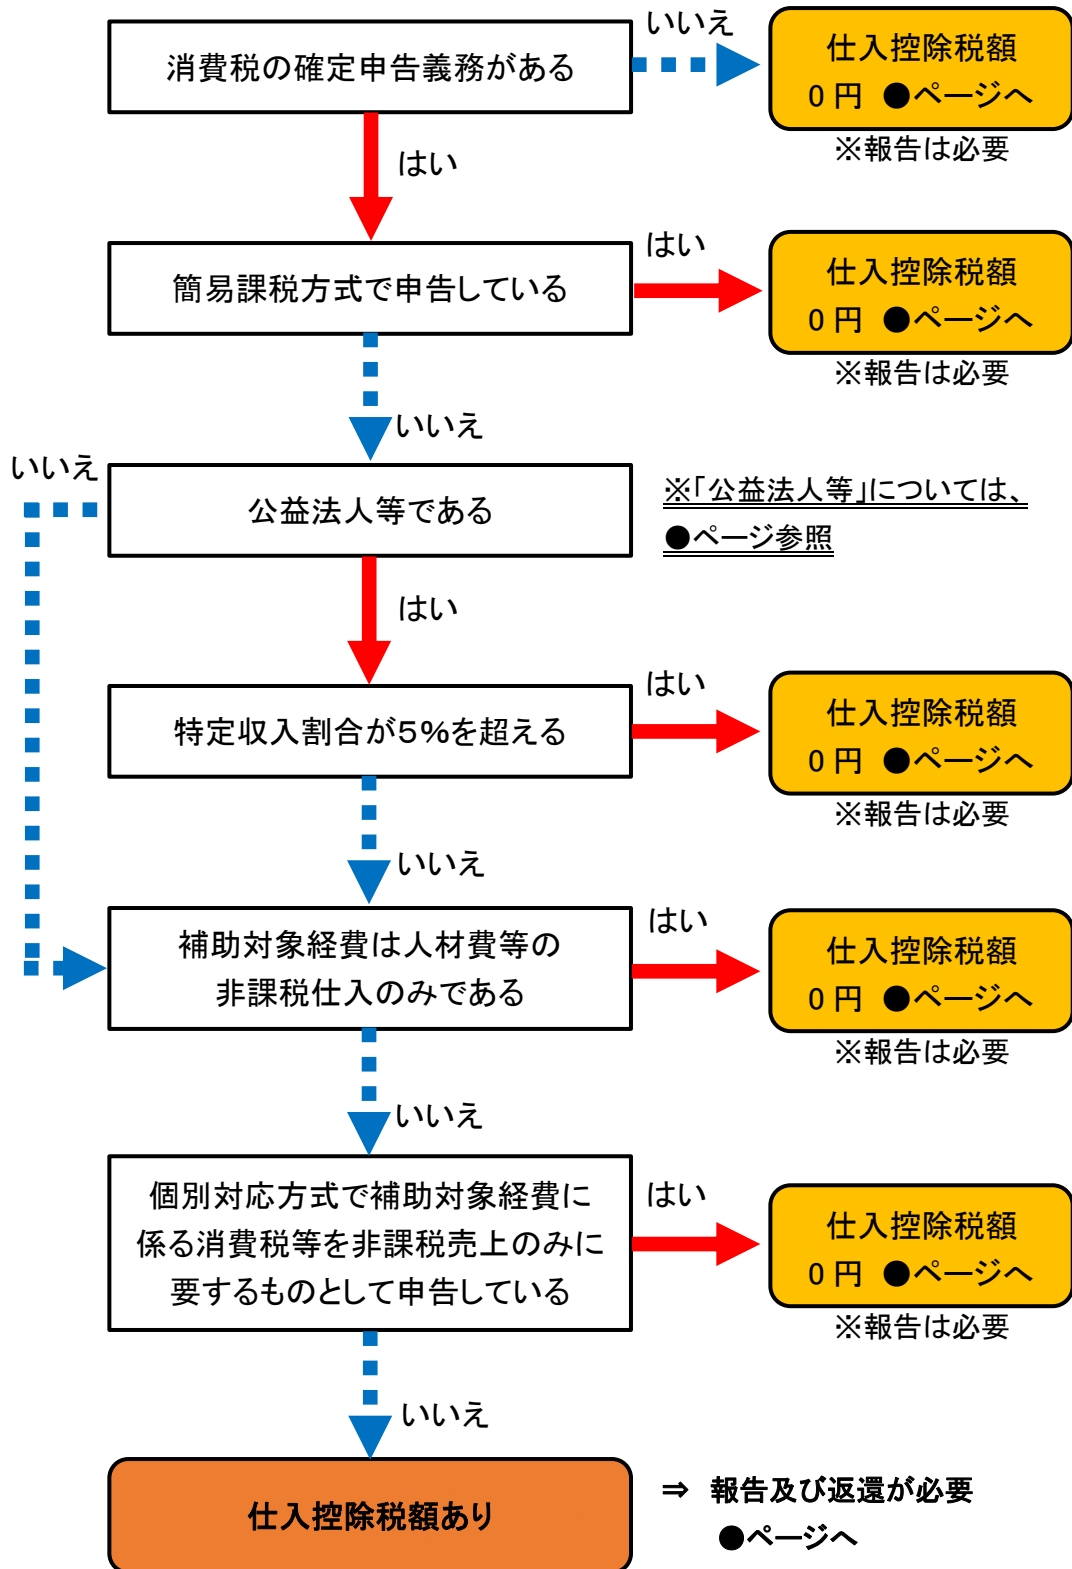 いいえ
消費税の確定申告義務がある
仕入控除税額
0 円 ●ページへ
※報告は必要
はい
簡易課税方式で申告している
はい
仕入控除税額
0 円 ●ページへ
※報告は必要
いいえ
いいえ
公益法人等である
※「公益法人等」については、
●ページ参照
はい
特定収入割合が5%を超える
はい
仕入控除税額
0 円 ●ページへ
※報告は必要
いいえ
補助対象経費は人材費等の
非課税仕入のみである
はい
仕入控除税額
0 円 ●ページへ
※報告は必要
いいえ
個別対応方式で補助対象経費に
係る消費税等を非課税売上のみに
要するものとして申告している
はい
仕入控除税額
0 円 ●ページへ
※報告は必要
いいえ
仕入控除税額あり
⇒ 報告及び返還が必要
●ページへ